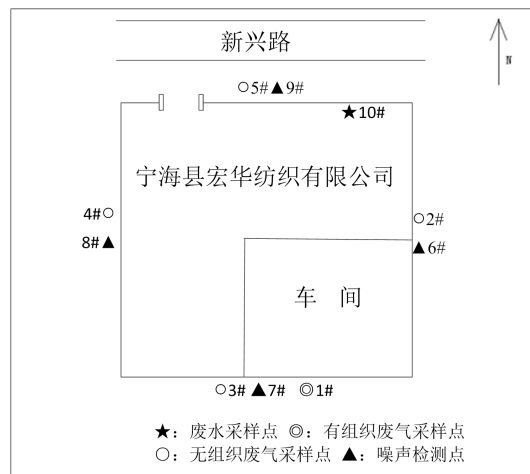 新兴路
N
○5#▲9#
★10#
宁海县宏华纺织有限公司
4#○
○2#
8#▲
▲6#
车 间
○3# ▲7# ◎1#
★：废水采样点 ◎：有组织废气采样点
○：无组织废气采样点 ▲：噪声检测点